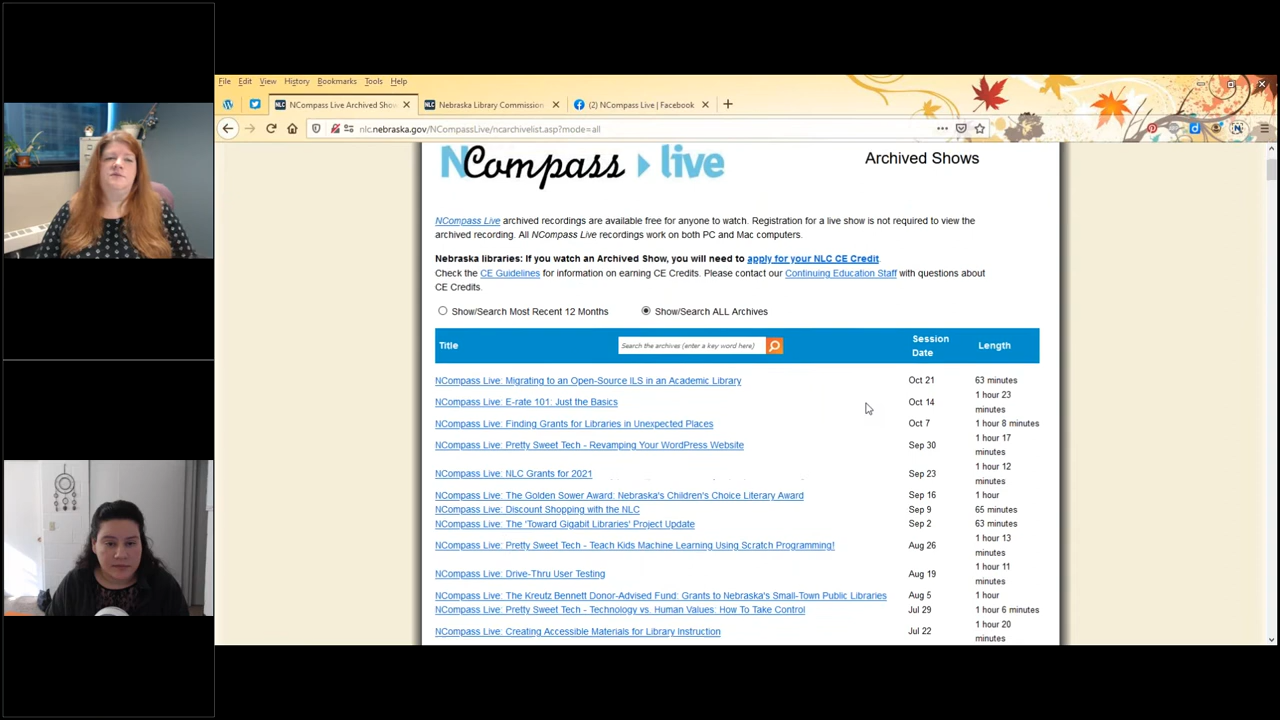 File Edit View History Bookmarks Tools Help
NCompass Live Archived Show
Nebraska Library Commission
(2) NCompass Live | Facebook
nlc.nebraska.gov/NCompassLive/ncarchivelist.asp?mode=all
NCompass live
Archived Shows
NCompass Live archived recordings are available free for anyone to watch. Registration for a live show is not required to view the
archived recording. All NCompass Live recordings work on both PC and Mac computers.
Nebraska libraries: If you watch an Archived Show, you will need to apply for your NLC CE Credit.
Check the CE Guidelines for information on earning CE Credits. Please contact our Continuing Education Staff with questions about
CE Credits.
Show/Search Most Recent 12 Months Show/Search ALL Archives
Title Search the archives (enter a key word here) Session Date Length
NCompass Live: Migrating to an Open-Source ILS in an Academic Library Oct 21 63 minutes
NCompass Live: E-rate 101: Just the Basics Oct 14 1 hour 23 minutes
NCompass Live: Finding Grants for Libraries in Unexpected Places Oct 7 1 hour 8 minutes
NCompass Live: Pretty Sweet Tech - Revamping Your WordPress Website Sep 30 1 hour 17 minutes
NCompass Live: NLC Grants for 2021 Sep 23 1 hour 12 minutes
NCompass Live: The Golden Sower Award: Nebraska's Children's Choice Literary Award Sep 16 1 hour
NCompass Live: Discount Shopping with the NLC Sep 9 65 minutes
NCompass Live: The 'Toward Gigabit Libraries' Project Update Sep 2 63 minutes
NCompass Live: Pretty Sweet Tech - Teach Kids Machine Learning Using Scratch Programming! Aug 26 1 hour 13 minutes
NCompass Live: Drive-Thru User Testing Aug 19 1 hour 11 minutes
NCompass Live: The Kreutz Bennett Donor-Advised Fund: Grants to Nebraska's Small-Town Public Libraries Aug 5 1 hour
NCompass Live: Pretty Sweet Tech - Technology vs. Human Values: How To Take Control Jul 29 1 hour 6 minutes
NCompass Live: Creating Accessible Materials for Library Instruction Jul 22 1 hour 20 minutes